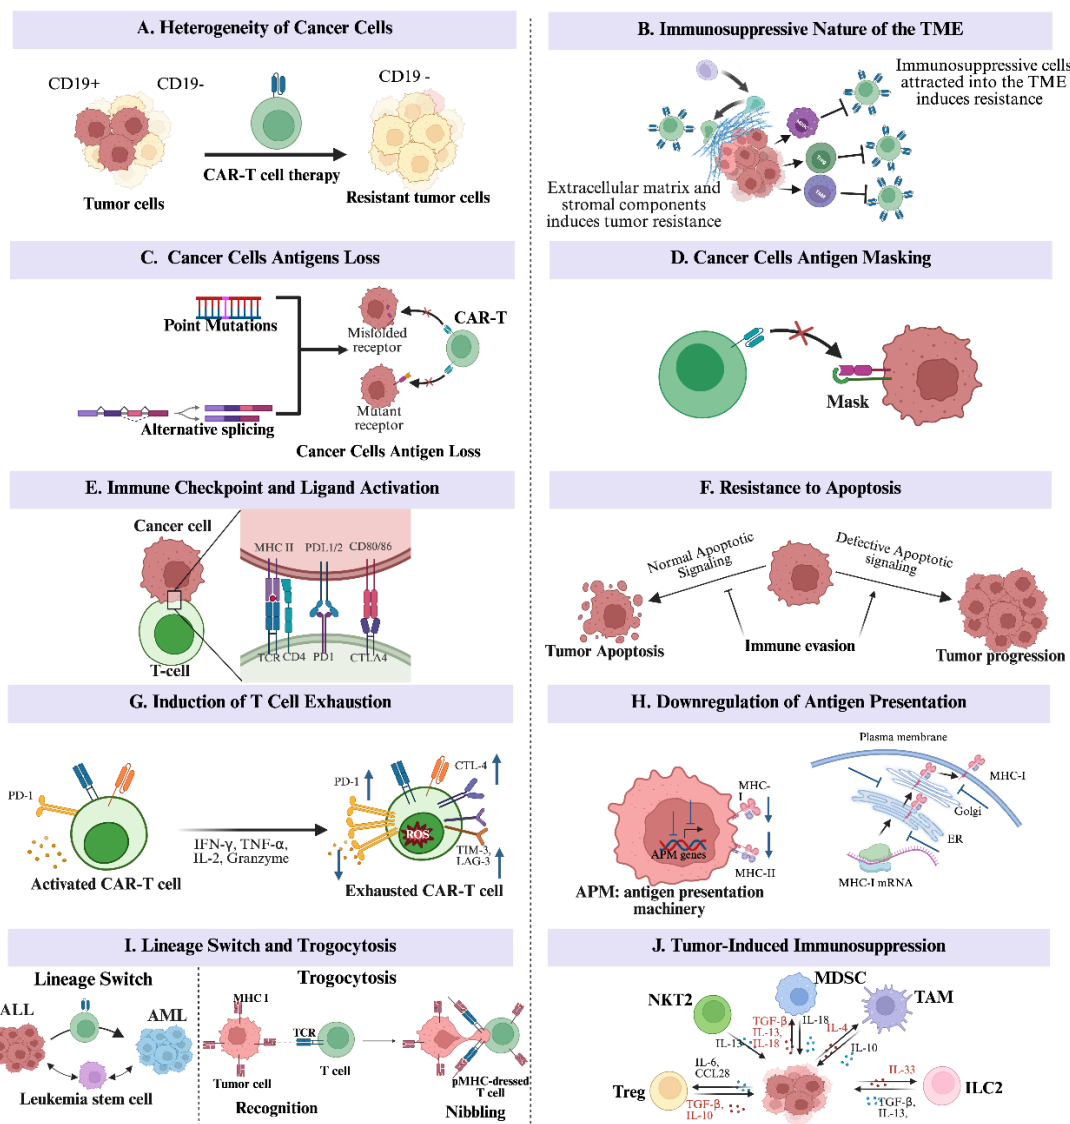 A. Heterogeneity of Cancer Cells
CD19+
CD19-
CD19 -
CAR-T cell therapy
Tumor cells
Resistant tumor cells
B. Immunosuppressive Nature of the TME
Immunosuppressive cells
attracted into the TME
induces resistance
MDSC
Treg
TAM
Extracellular matrix and
stromal components
induces tumor resistance
C. Cancer Cells Antigens Loss
Point Mutations
Misfolded
receptor
CAR-T
Mutant
receptor
Alternative splicing
Cancer Cells Antigen Loss
D. Cancer Cells Antigen Masking
Mask
E. Immune Checkpoint and Ligand Activation
Cancer cell
MHC II
PDL1/2
CD80/86
TCR
CD4
PD1
CTLA4
T-cell
F. Resistance to Apoptosis
Normal Apoptotic
Signaling
Defective Apoptotic
signaling
Tumor Apoptosis
Immune evasion
Tumor progression
G. Induction of T Cell Exhaustion
PD-1
PD-1
CTL-4
ROS
IFN-γ, TNF-α,
IL-2, Granzyme
TIM-3,
LAG-3
Activated CAR-T cell
Exhausted CAR-T cell
H. Downregulation of Antigen Presentation
Plasma membrane
MHC-
I
MHC-I
Golgi
APM genes
ER
MHC-II
MHC-I mRNA
APM: antigen presentation
machinery
I. Lineage Switch and Trogocytosis
Lineage Switch
ALL
AML
Leukemia stem cell
Trogocytosis
MHC I
TCR
Tumor cell
T cell
pMHC-dressed
T cell
Recognition
Nibbling
J. Tumor-Induced Immunosuppression
MDSC
NKT2
TAM
TGF-β
IL-13,
IL-18
IL-18
IL-4
IL-13
IL-10
IL-6,
CCL28
IL-33
Treg
ILC2
TGF-β,
IL-10
TGF-β,
IL-13,